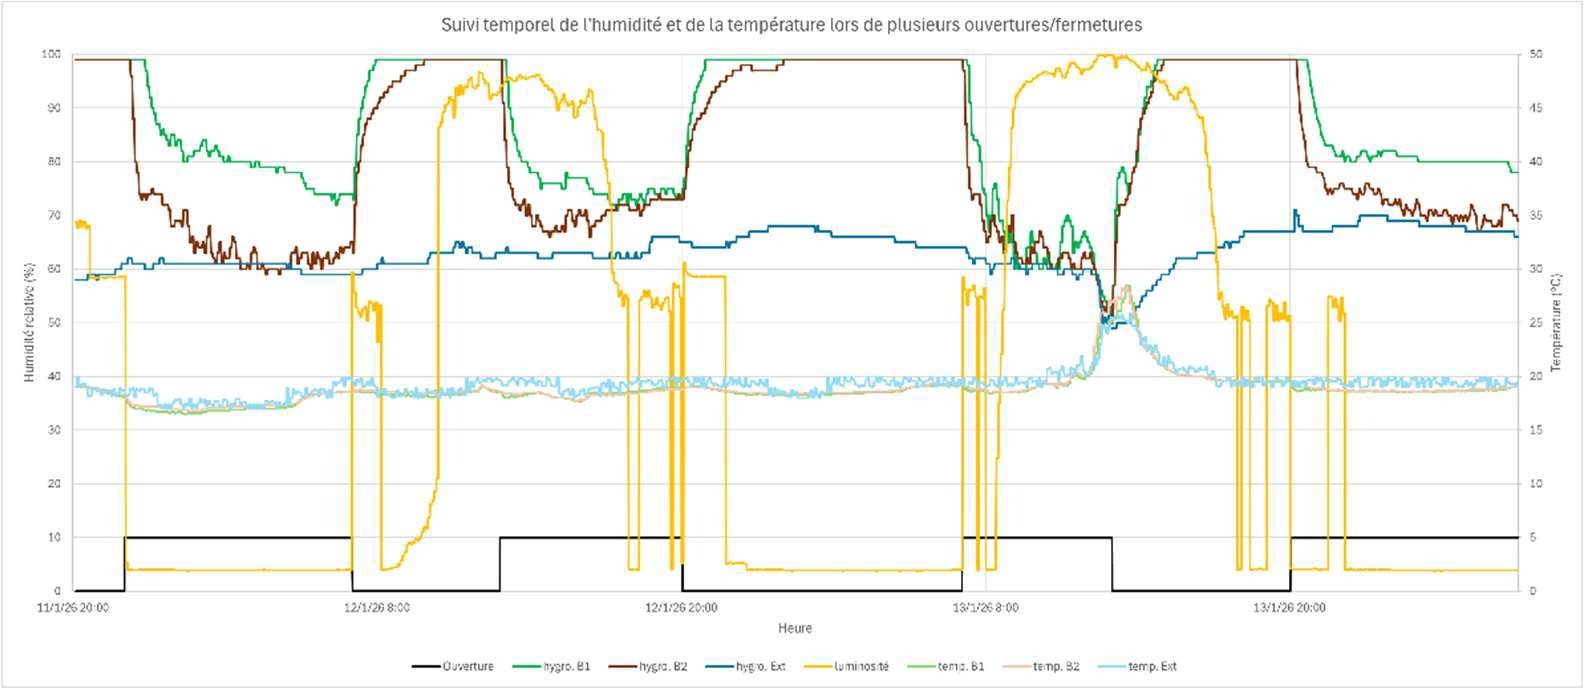 Suivi temporel de l'humidité et de la température lors de plusieurs ouvertures/fermetures
100
90
80
70
60
50
40
30
20
10
0
Humidité relative (%)
50
45
40
35
30
25
20
15
10
5
0
Température (°C)
11/1/26 20:00
12/1/26 8:00
12/1/26 20:00
13/1/26 8:00
13/1/26 20:00
Heure
Ouverture
hygro. B1
hygro. B2
hygro. Ext
luminosité
temp. B1
temp. B2
temp. Ext